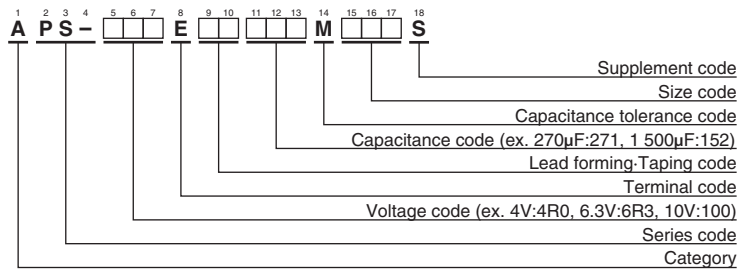 1 2 3 4 5 6 7 8 9 10 11 12 13 14 15 16 17 18
A P S – E M S
Supplement code
Size code
Capacitance tolerance code
Capacitance code (ex. 270µF:271, 1 500µF:152)
Lead forming·Taping code
Terminal code
Voltage code (ex. 4V:4R0, 6.3V:6R3, 10V:100)
Series code
Category